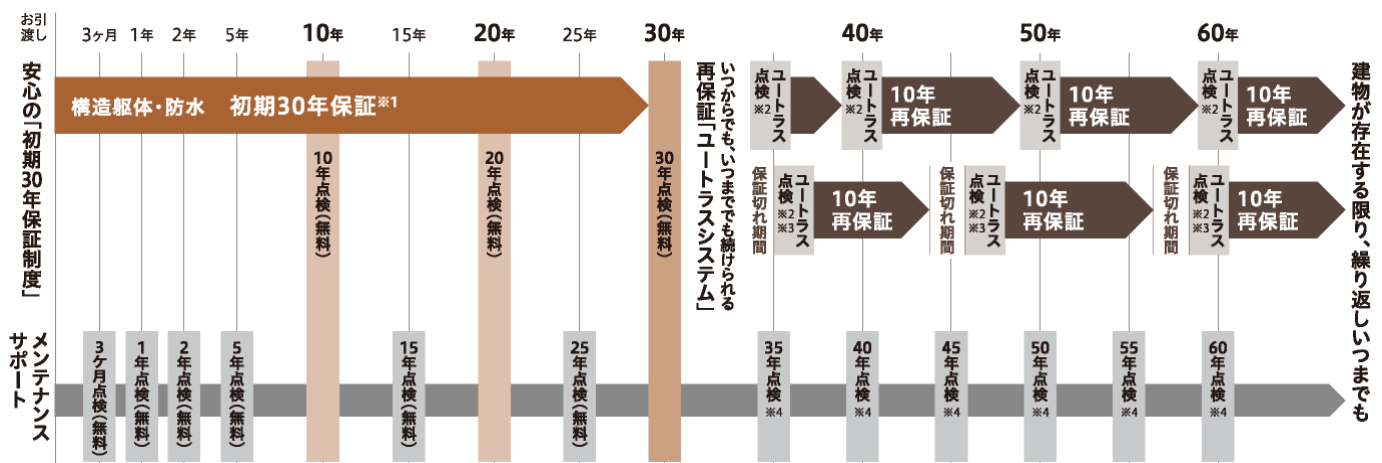 お引
渡し
3ヶ月
1年
2年
5年
10年
15年
20年
25年
30年
40年
50年
60年
安心の「初期30年保証制度」
構造躯体・防水　初期30年保証※1
10年点検（無料）
20年点検（無料）
30年点検（無料）
いつからでも、いつまででも続けられる
再保証「ユートラスシステム」
ユートラス
点検※2
ユートラス
点検※2
10年
再保証
ユートラス
点検※2
10年
再保証
ユートラス
点検※2
10年
再保証
保証切れ期間
ユートラス
点検※2
※3
10年
再保証
保証切れ期間
ユートラス
点検※2
※3
10年
再保証
保証切れ期間
ユートラス
点検※2
※3
10年
再保証
建物が存在する限り、繰り返しいつまでも
メンテナンス
サポート
3ケ月点検（無料）
1年点検（無料）
2年点検（無料）
5年点検（無料）
15年点検（無料）
25年点検（無料）
35年点検※4
40年点検※4
45年点検※4
50年点検※4
55年点検※4
60年点検※4